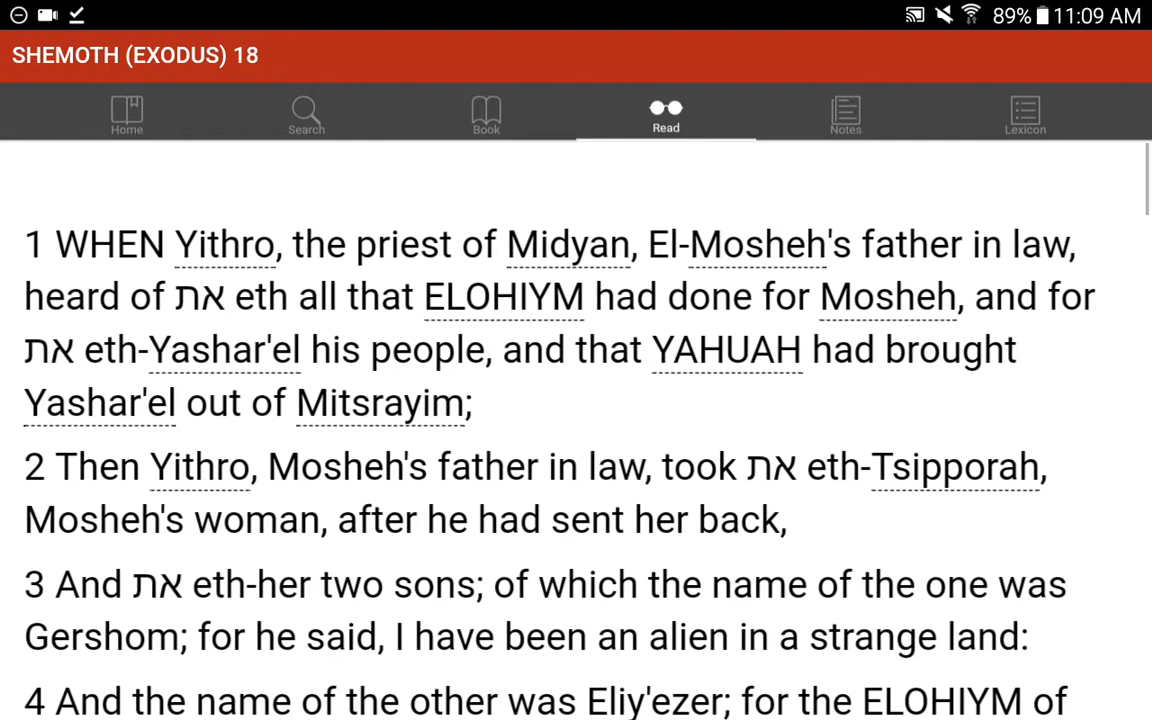 89% 11:09 AM
SHEMOTH (EXODUS) 18
Home Search Book Read Notes Lexicon
1 WHEN Yithro, the priest of Midyan, El-Mosheh's father in law,
heard of את eth all that ELOHIYM had done for Mosheh, and for
את eth-Yashar'el his people, and that YAHUAH had brought
Yashar'el out of Mitsrayim;
2 Then Yithro, Mosheh's father in law, took את eth-Tsipporah,
Mosheh's woman, after he had sent her back,
3 And את eth-her two sons; of which the name of the one was
Gershom; for he said, I have been an alien in a strange land:
4 And the name of the other was Eliy'ezer; for the ELOHIYM of